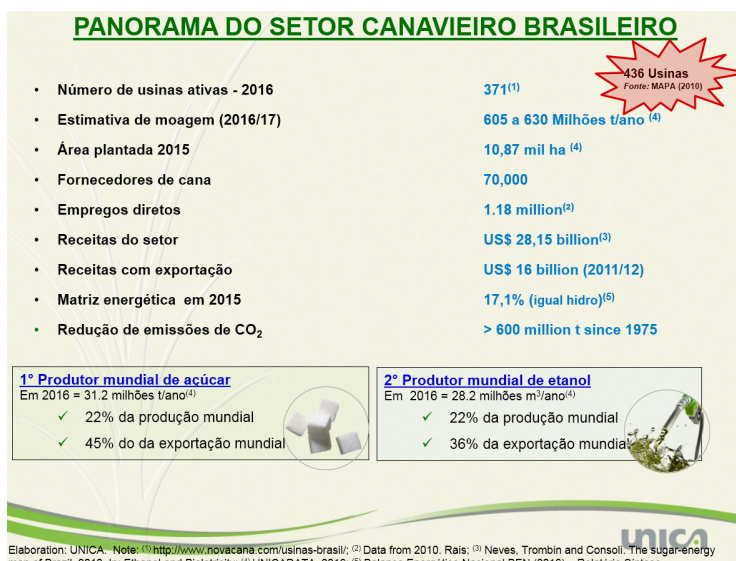 PANORAMA DO SETOR CANAVIEIRO BRASILEIRO
436 Usinas
Fonte: MAPA (2010)
• Número de usinas ativas - 2016 371(1)
• Estimativa de moagem (2016/17) 605 a 630 Milhões t/ano (4)
• Área plantada 2015 10,87 mil ha (4)
• Fornecedores de cana 70,000
• Empregos diretos 1.18 million(2)
• Receitas do setor US$ 28,15 billion(3)
• Receitas com exportação US$ 16 billion (2011/12)
• Matriz energética em 2015 17,1% (igual hidro)(5)
• Redução de emissões de CO2 > 600 million t since 1975
1° Produtor mundial de açúcar
Em 2016 = 31.2 milhões t/ano(4)
✓ 22% da produção mundial
✓ 45% do da exportação mundial
2° Produtor mundial de etanol
Em 2016 = 28.2 milhões m3/ano(4)
✓ 22% da produção mundial
✓ 36% da exportação mundial
unica
Elaboration: UNICA. Note: (1) http://www.novacana.com/usinas-brasil/; (2) Data from 2010. Rais; (3) Neves, Trombin and Consoli. The sugar-energy